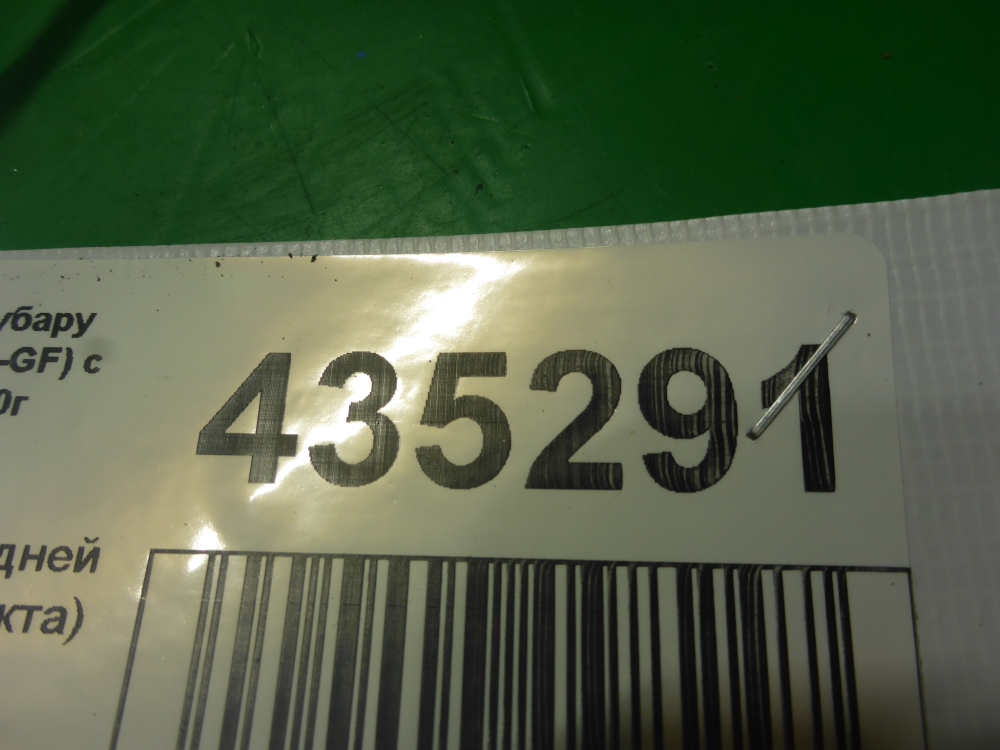 убару
-GF) с
0г
435291
дней
кта)